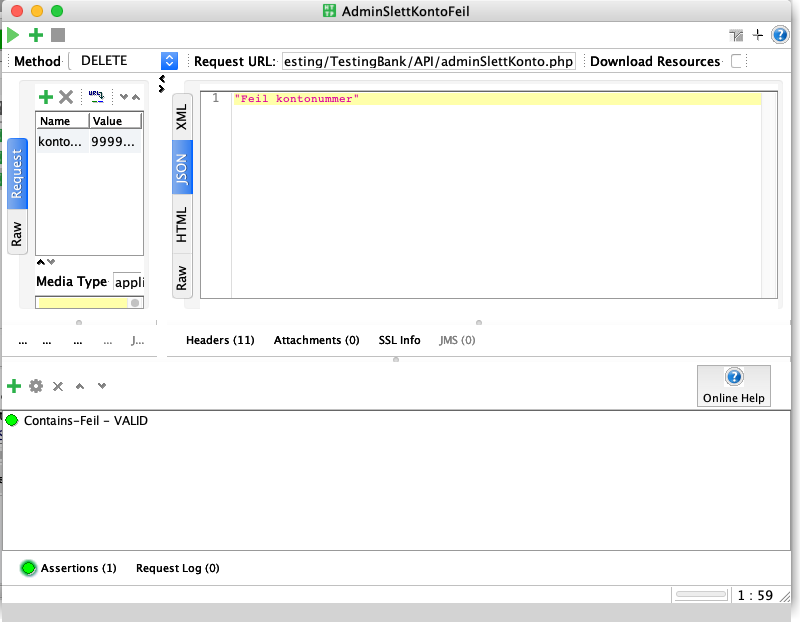 AdminSlettKontoFeil
Method DELETE Request URL: esting/TestingBank/API/adminSlettKonto.php Download Resources
Name Value
konto... 9999...
Request
Raw
Media Type appli
XML
JSON
HTML
Raw
1 "Feil kontonummer"
... ... ... ... J...
Headers (11) Attachments (0) SSL Info JMS (0)
Online Help
Contains-Feil - VALID
Assertions (1) Request Log (0)
1 : 59